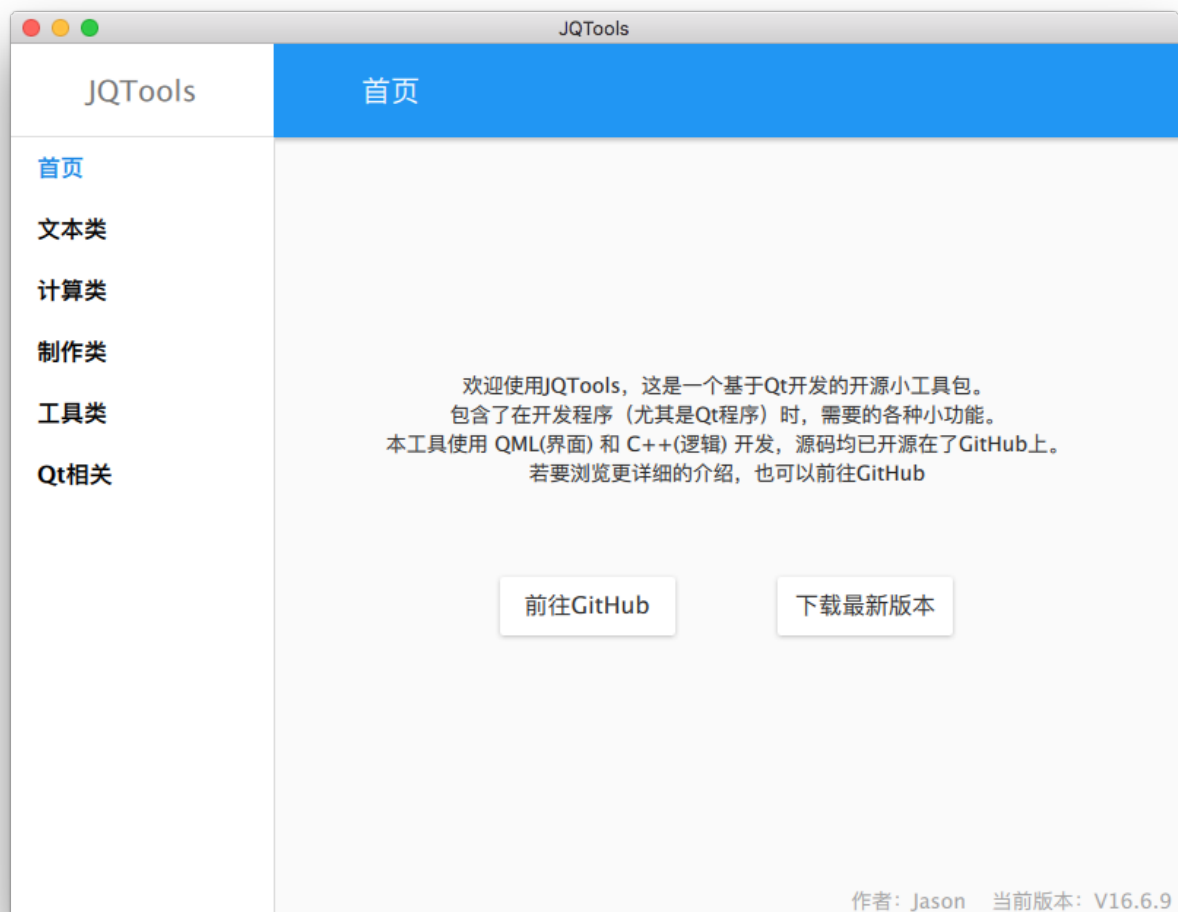 JQTools
JQTools
首页
首页
文本类
计算类
制作类
工具类
Qt相关
欢迎使用JQTools，这是一个基于Qt开发的开源小工具包。
包含了在开发程序（尤其是Qt程序）时，需要的各种小功能。
本工具使用 QML(界面) 和 C++(逻辑) 开发，源码均已开源在了GitHub上。
若要浏览更详细的介绍，也可以前往GitHub
前往GitHub
下载最新版本
作者：Jason 当前版本：V16.6.9